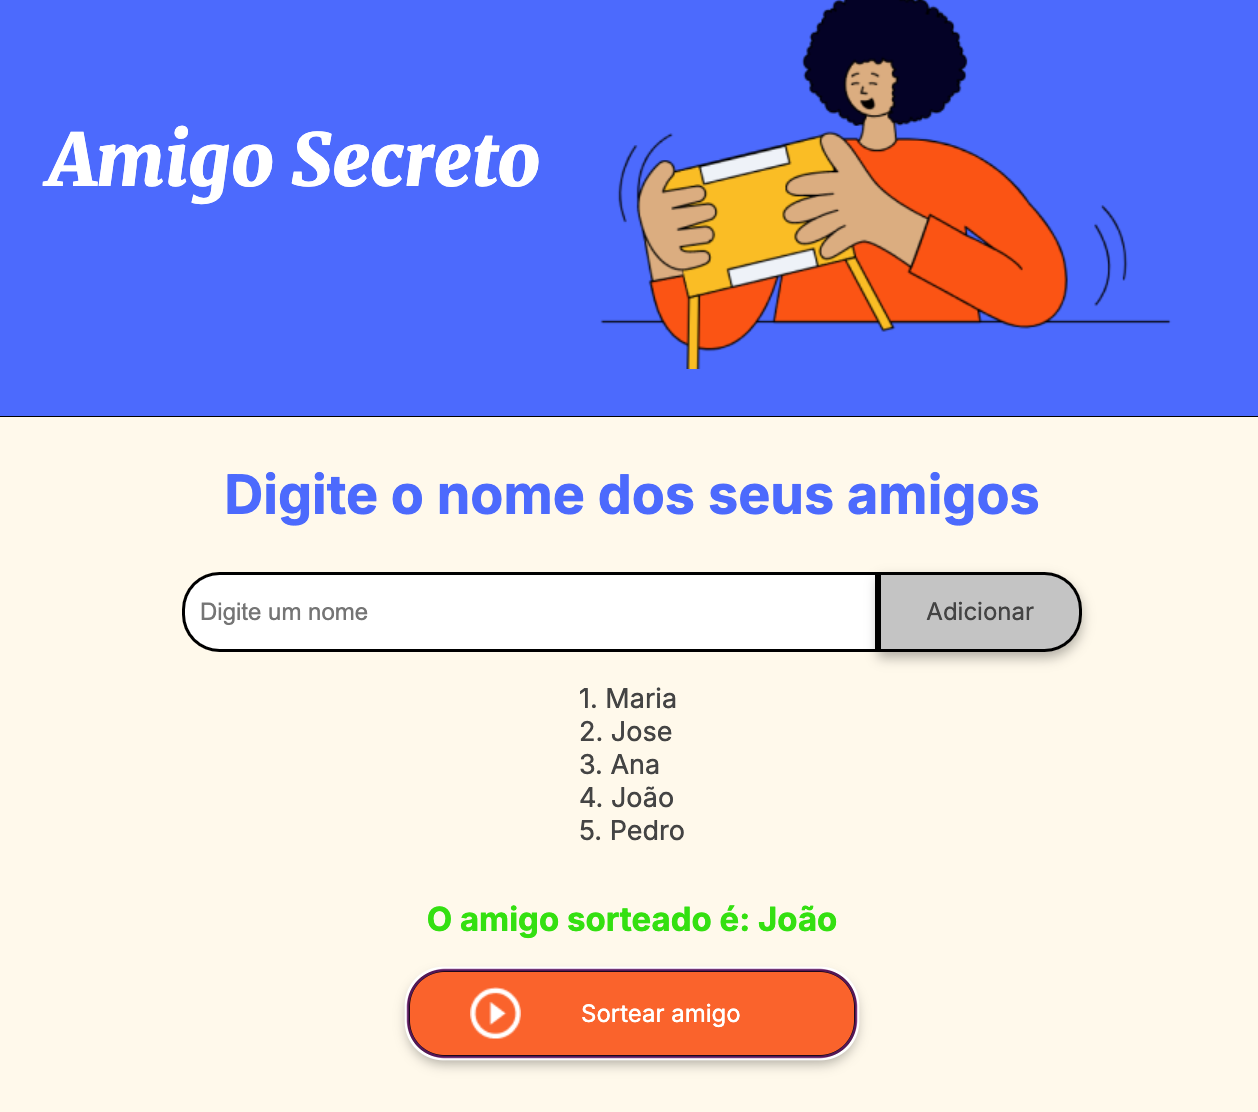 Amigo Secreto
Digite o nome dos seus amigos
Digite um nome
Adicionar
1. Maria
2. Jose
3. Ana
4. João
5. Pedro
O amigo sorteado é: João
Sortear amigo